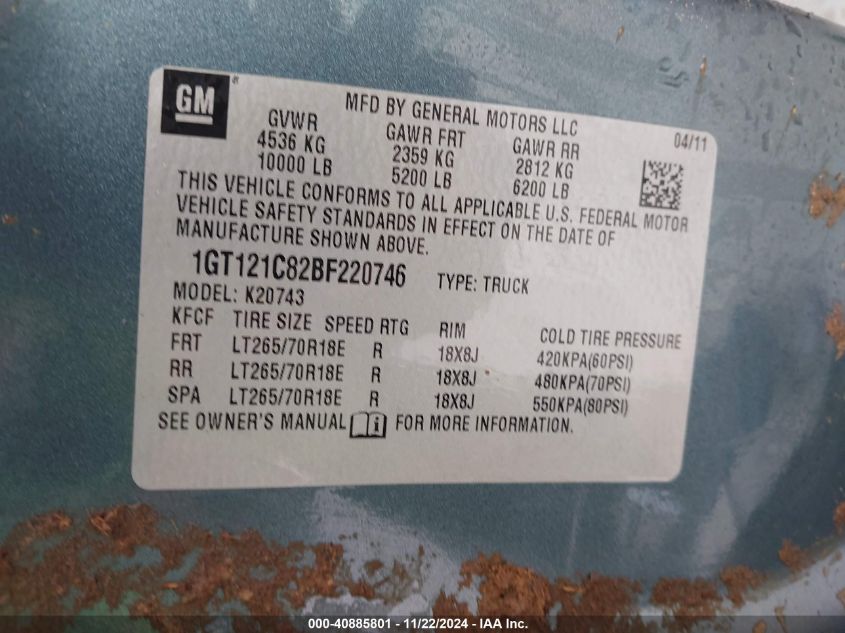 GM
MFD BY GENERAL MOTORS LLC
04/11
GVWR GAWR FRT GAWR RR
4536 KG 2359 KG 2812 KG
10000 LB 5200 LB 6200 LB
THIS VEHICLE CONFORMS TO ALL APPLICABLE U.S. FEDERAL MOTOR
VEHICLE SAFETY STANDARDS IN EFFECT ON THE DATE OF
MANUFACTURE SHOWN ABOVE.
1GT121C82BF220746 TYPE: TRUCK
MODEL: K20743
KFCF TIRE SIZE SPEED RTG RIM COLD TIRE PRESSURE
FRT LT265/70R18E R 18X8J 420KPA(60PSI)
RR LT265/70R18E R 18X8J 480KPA(70PSI)
SPA LT265/70R18E R 18X8J 550KPA(80PSI)
SEE OWNER'S MANUAL i FOR MORE INFORMATION.
000-40885801 - 11/22/2024 - IAA Inc.